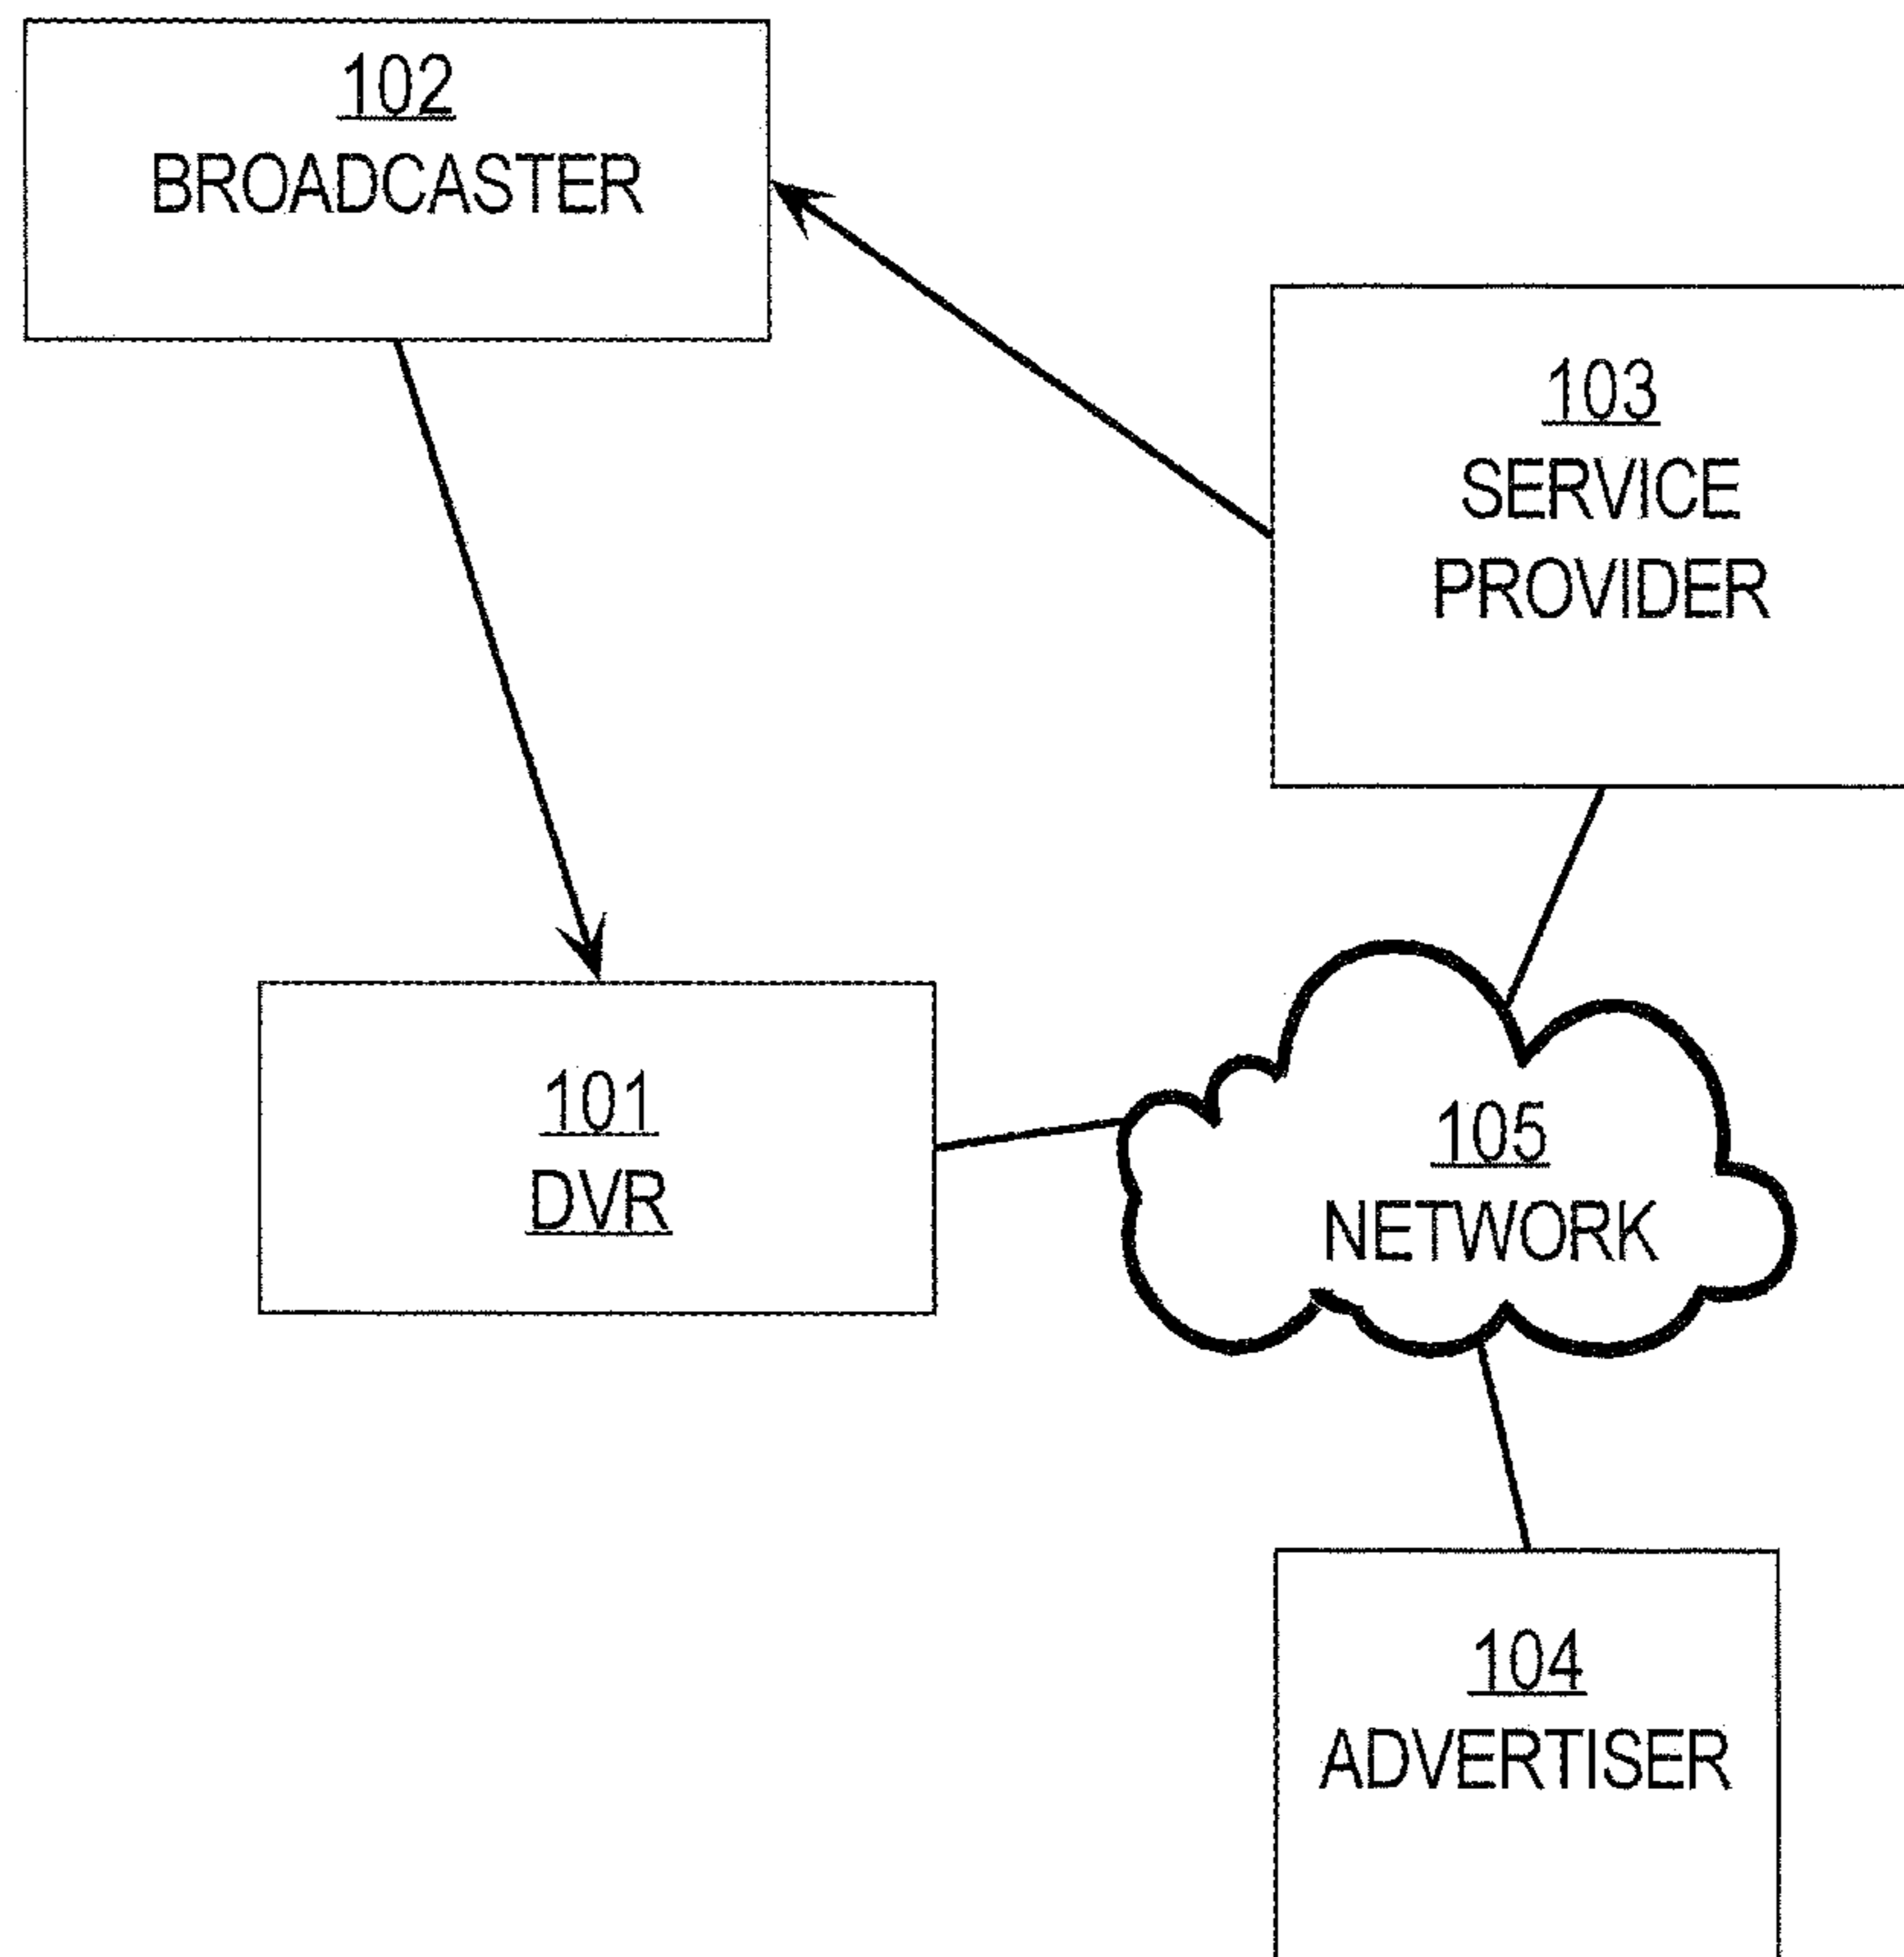 102
BROADCASTER
103
SERVICE
PROVIDER
101
DVR
105
NETWORK
104
ADVERTISER